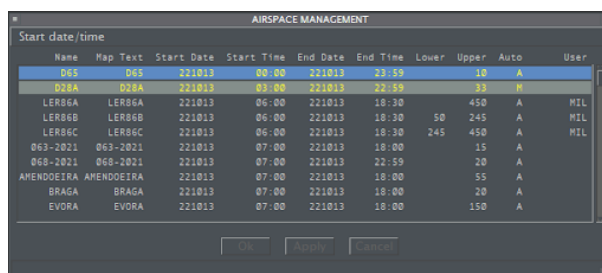 AIRSPACE MANAGEMENT
Start date/time
Name Map Text Start Date Start Time End Date End Time Lower Upper Auto User
D65 D65 221013 00:00 221013 23:59 10 A
D28A D28A 221013 03:00 221013 22:59 33 M
LER86A LER86A 221013 06:00 221013 18:30 450 A MIL
LER86B LER86B 221013 06:00 221013 18:30 50 245 A MIL
LER86C LER86C 221013 06:00 221013 18:30 245 450 A MIL
063-2021 063-2021 221013 07:00 221013 18:00 15 A
068-2021 068-2021 221013 07:00 221013 22:59 20 A
AMENDOEIRA AMENDOEIRA 221013 07:00 221013 18:00 55 A
BRAGA BRAGA 221013 07:00 221013 18:00 20 A
EVORA EVORA 221013 07:00 221013 18:00 150 A
Ok Apply Cancel